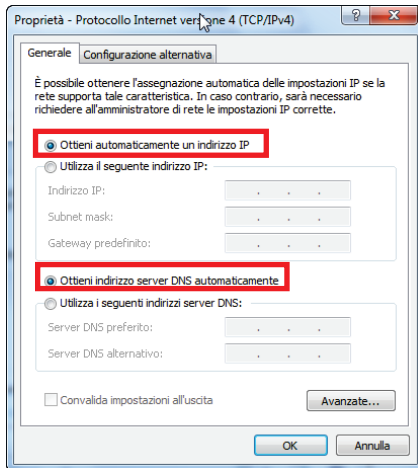 Proprietà - Protocollo Internet versione 4 (TCP/IPv4)
Generale
Configurazione alternativa
È possibile ottenere l'assegnazione automatica delle impostazioni IP se la
rete supporta tale caratteristica. In caso contrario, sarà necessario
richiedere all'amministratore di rete le impostazioni IP corrette.
Ottieni automaticamente un indirizzo IP
Utilizza il seguente indirizzo IP:
Indirizzo IP:
Subnet mask:
Gateway predefinito:
Ottieni indirizzo server DNS automaticamente
Utilizza i seguenti indirizzi server DNS:
Server DNS preferito:
Server DNS alternativo:
Convalida impostazioni all'uscita
Avanzate...
OK
Annulla